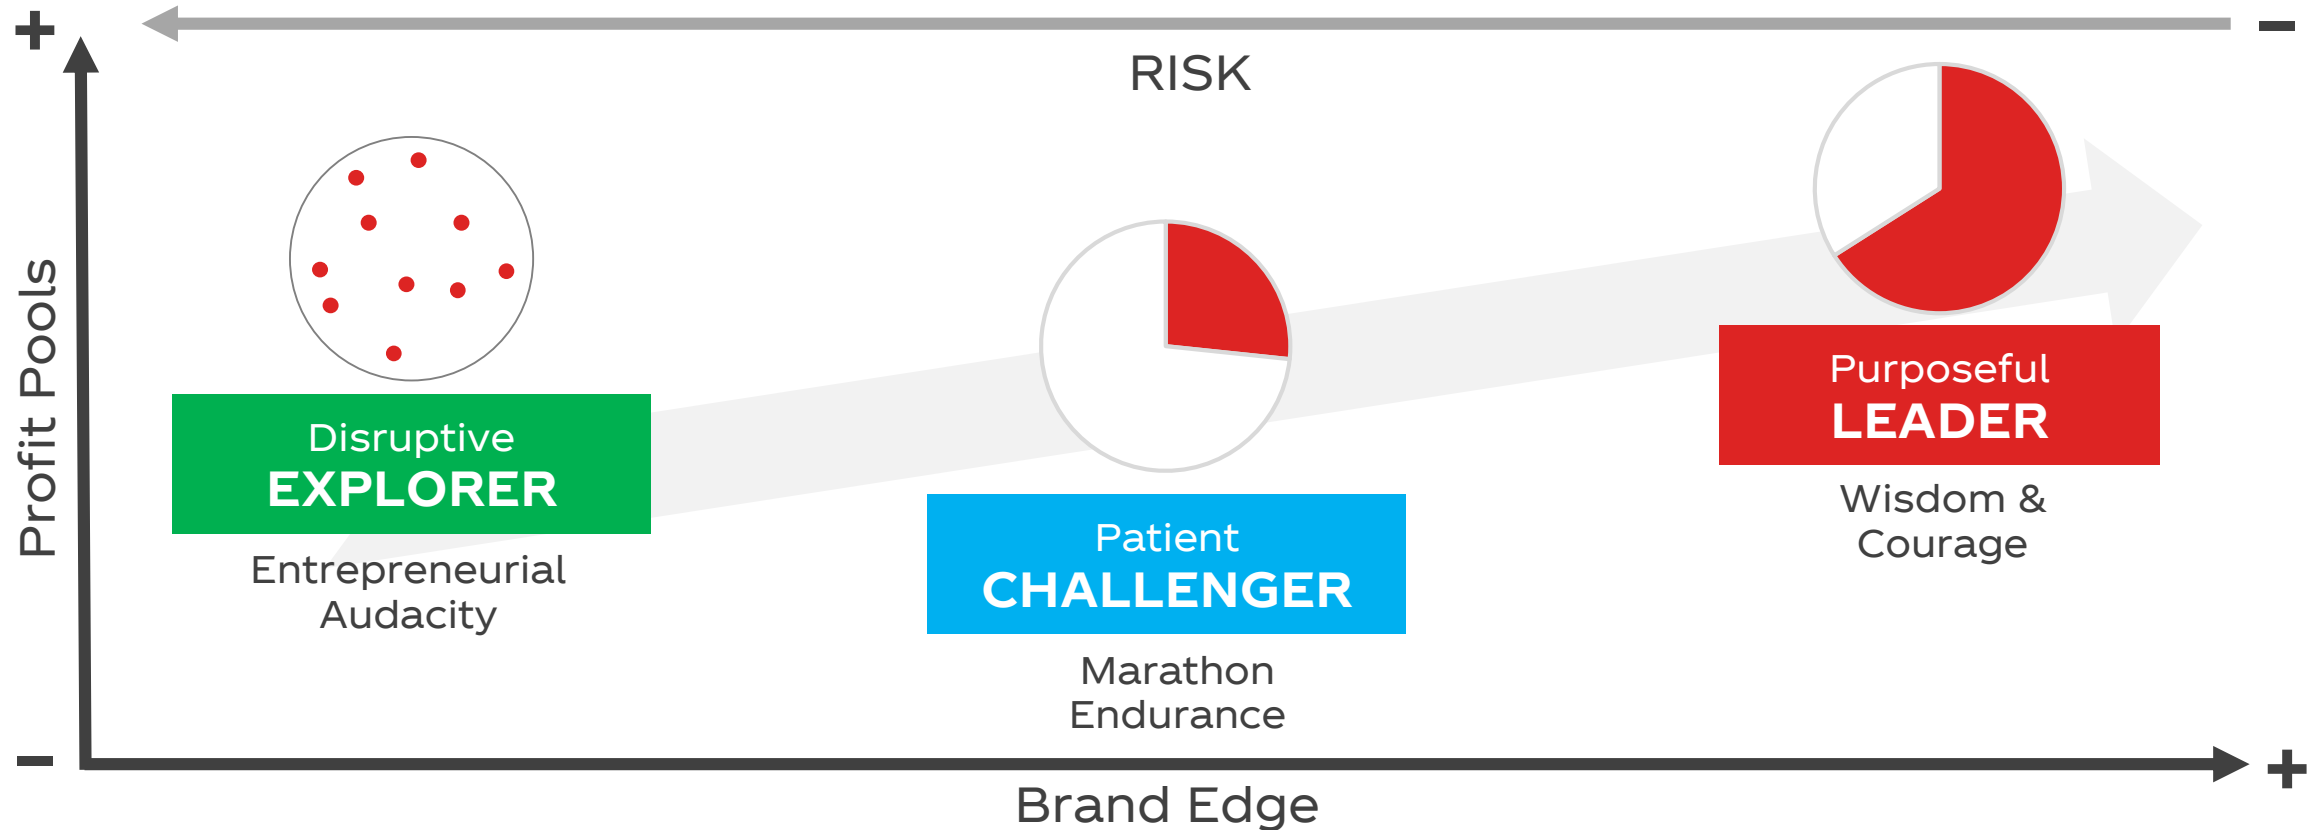 +
-
RISK
Profit Pools
Disruptive
EXPLORER
Entrepreneurial
Audacity
Patient
CHALLENGER
Marathon
Endurance
Purposeful
LEADER
Wisdom &
Courage
-
+
Brand Edge